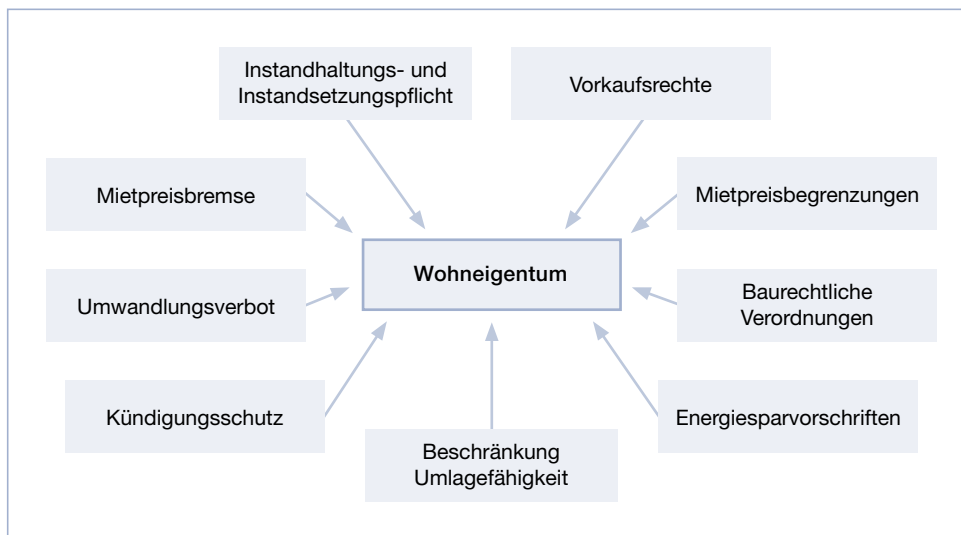 Instandhaltungs- und
Instandsetzungspflicht
Vorkaufsrechte
Mietpreisbremse
Mietpreisbegrenzungen
Wohneigentum
Umwandlungsverbot
Baurechtliche
Verordnungen
Kündigungsschutz
Energiesparvorschriften
Beschränkung
Umlagefähigkeit